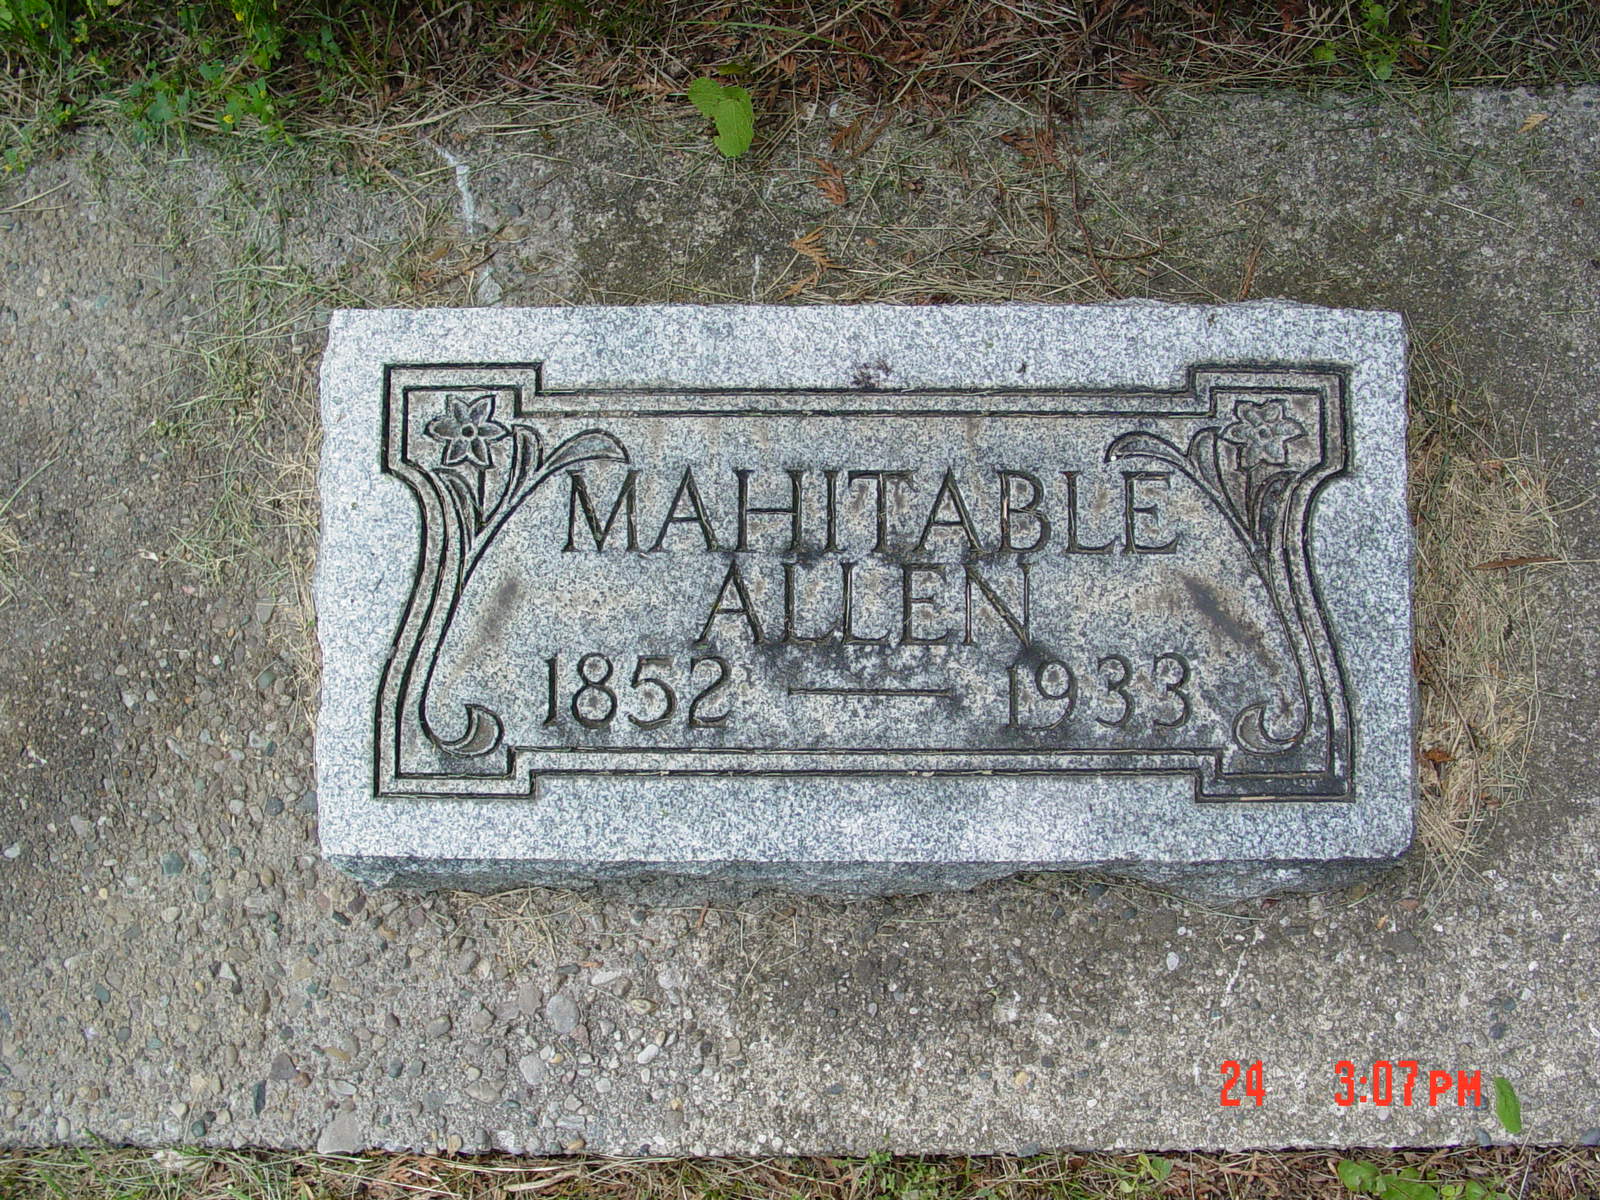 MAHITABLE
ALLEN
1852 — 1933
24 3:07PM